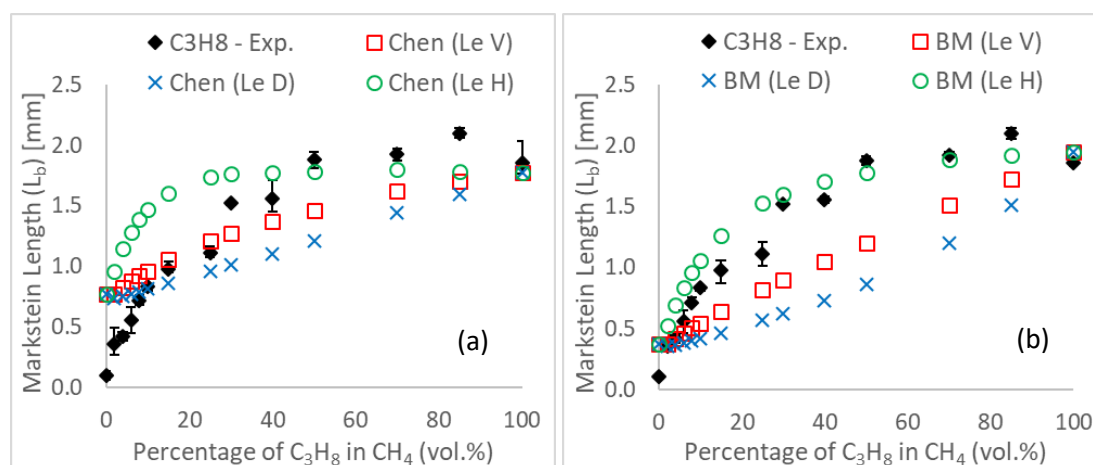 ◆ C3H8 - Exp. □ Chen (Le V)
× Chen (Le D) ○ Chen (Le H)
Markstein Length (L_b) [mm]
2.5
2.0
1.5
1.0
0.5
0.0
(a)
0 20 40 60 80 100
Percentage of C₃H₈ in CH₄ (vol.%)
◆ C3H8 - Exp. □ BM (Le V)
× BM (Le D) ○ BM (Le H)
Markstein Length (L_b) [mm]
2.5
2.0
1.5
1.0
0.5
0.0
(b)
0 20 40 60 80 100
Percentage of C₃H₈ in CH₄ (vol.%)